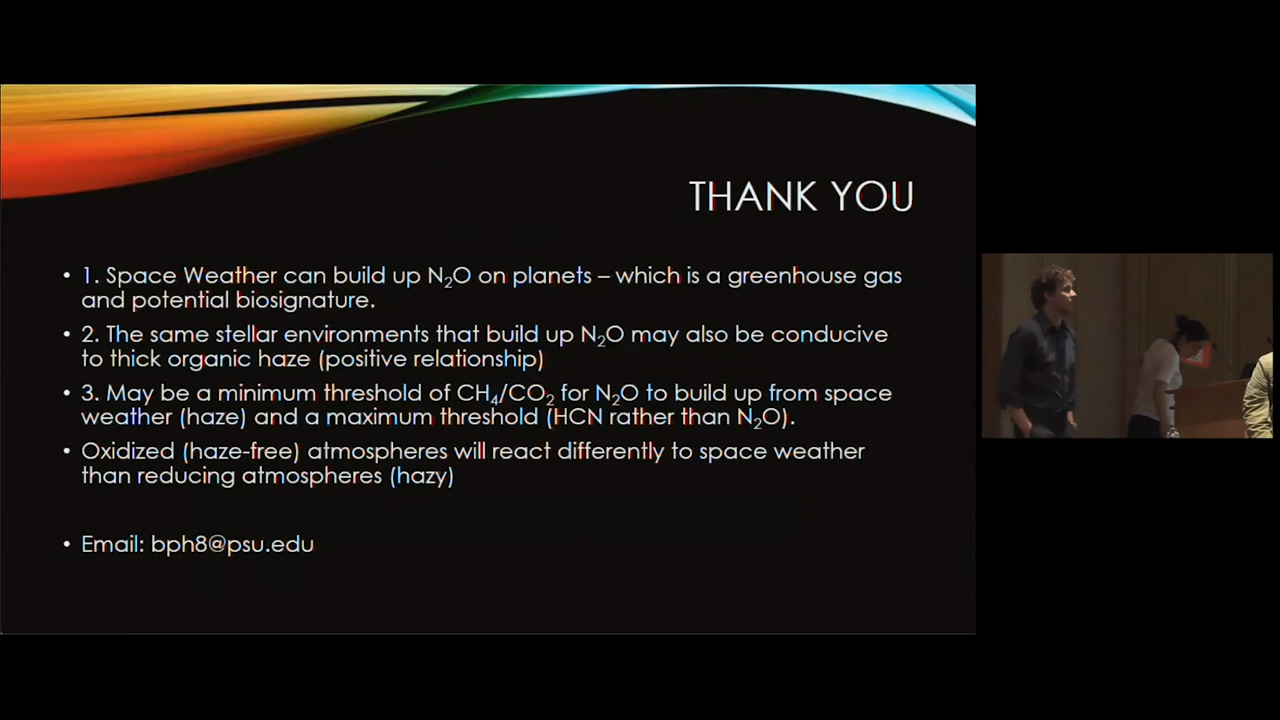 THANK YOU
• 1. Space Weather can build up N₂O on planets – which is a greenhouse gas
and potential biosignature.
• 2. The same stellar environments that build up N₂O may also be conducive
to thick organic haze (positive relationship)
• 3. May be a minimum threshold of CH₄/CO₂ for N₂O to build up from space
weather (haze) and a maximum threshold (HCN rather than N₂O).
• Oxidized (haze-free) atmospheres will react differently to space weather
than reducing atmospheres (hazy)
• Email: bph8@psu.edu